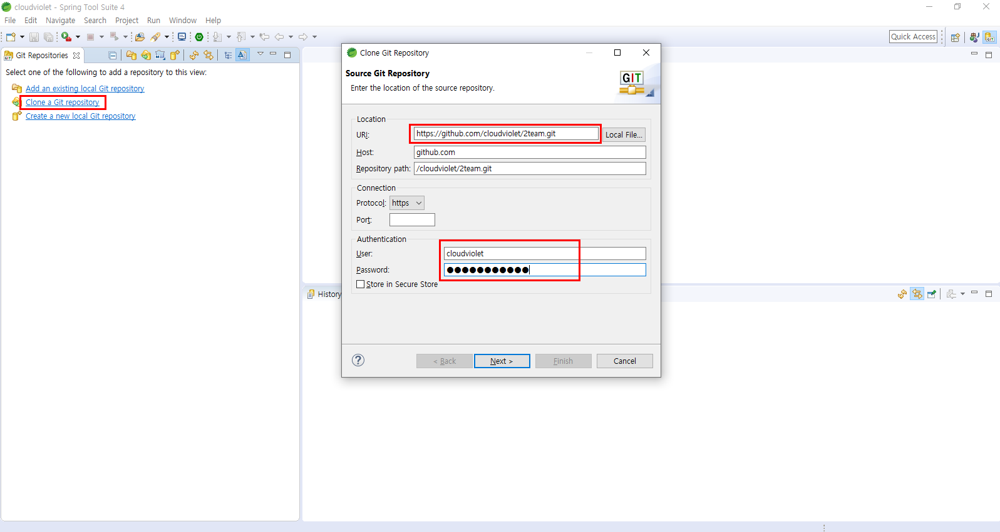 cloudviolet - Spring Tool Suite 4
File Edit Navigate Search Project Run Window Help
Quick Access
Git Repositories
Select one of the following to add a repository to this view:
Add an existing local Git repository
Clone a Git repository
Create a new local Git repository
Clone Git Repository
Source Git Repository
Enter the location of the source repository.
GIT
Location
URI: https://github.com/cloudviolet/2team.git Local File...
Host: github.com
Repository path: /cloudviolet/2team.git
Connection
Protocol: https
Port:
Authentication
User: cloudviolet
Password: ●●●●●●●●●●●
Store in Secure Store
? < Back Next > Finish Cancel
History